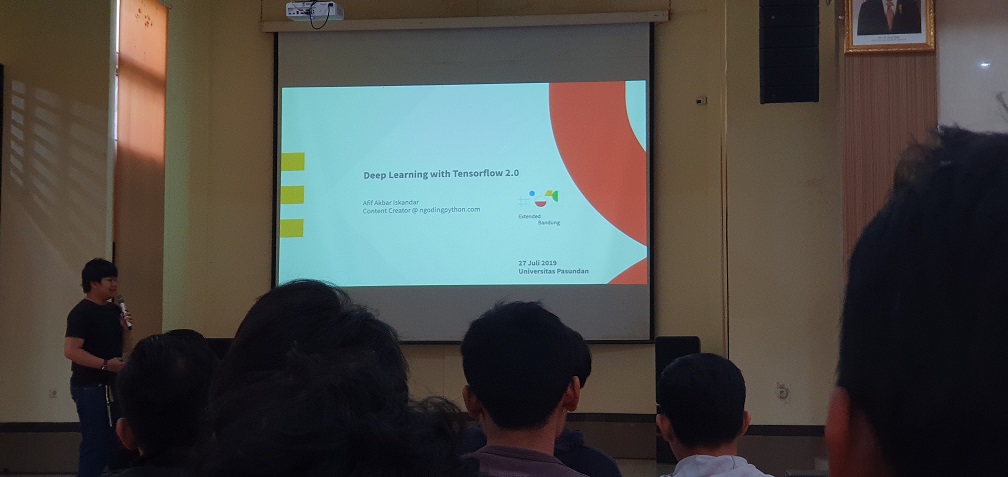 Deep Learning with Tensorflow 2.0
Afif Akbar Iskandar
Content Creator @ ngodingpython.com
Extended
Bandung
27 Juli 2019
Universitas Pasundan